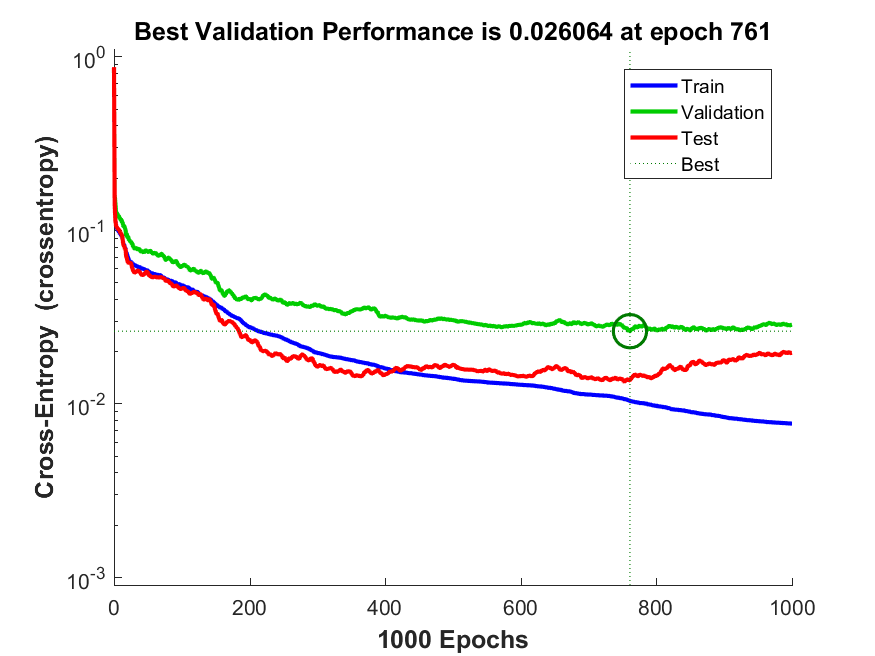 Best Validation Performance is 0.026064 at epoch 761
10^0
10^-1
10^-2
10^-3
Cross-Entropy (crossentropy)
Train
Validation
Test
Best
0
200
400
600
800
1000
1000 Epochs